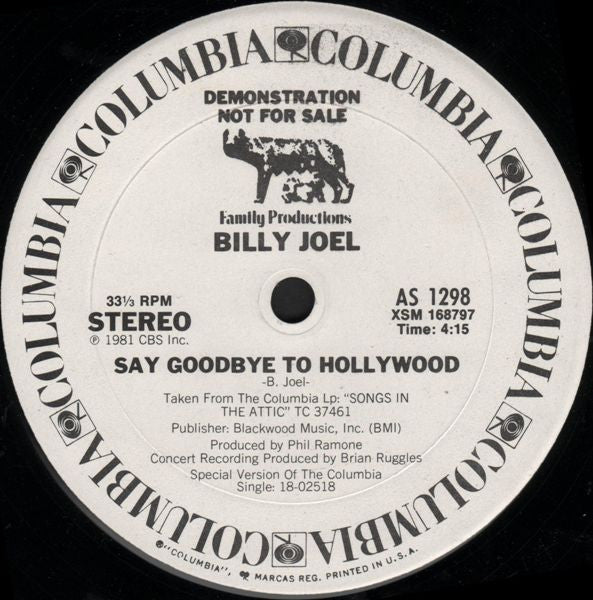 COLUMBIA COLUMBIA COLUMBIA COLUMBIA COLUMBIA COLUMBIA COLUMBIA COLUMBIA
DEMONSTRATION
NOT FOR SALE
Family Productions
BILLY JOEL
33⅓ RPM
STEREO
℗ 1981 CBS Inc.
AS 1298
XSM 168797
Time: 4:15
SAY GOODBYE TO HOLLYWOOD
-B. Joel-
Taken From The Columbia Lp: "SONGS IN
THE ATTIC" TC 37461
Publisher: Blackwood Music, Inc. (BMI)
Produced by Phil Ramone
Concert Recording Produced by Brian Ruggles
Special Version Of The Columbia
Single: 18-02518
℗"COLUMBIA", MARCAS REG. PRINTED IN U.S.A.